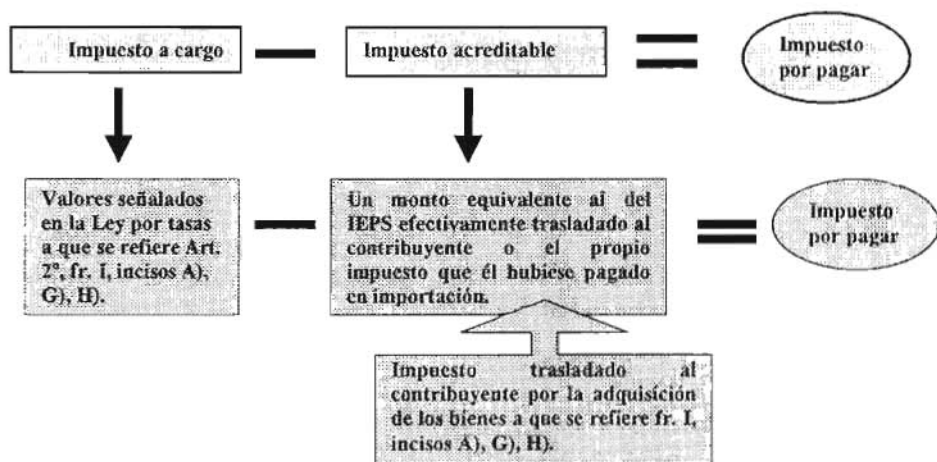 Impuesto a cargo
Impuesto acreditable
Impuesto
por pagar
Valores señalados
en la Ley por tasas
a que se refiere Art.
2º, fr. I, incisos A),
G), H).
Un monto equivalente al del
IEPS efectivamente trasladado al
contribuyente o el propio
impuesto que él hubiese pagado
en importación.
Impuesto
por pagar
Impuesto trasladado al
contribuyente por la adquisición
de los bienes a que se refiere fr. I,
incisos A), G), H).